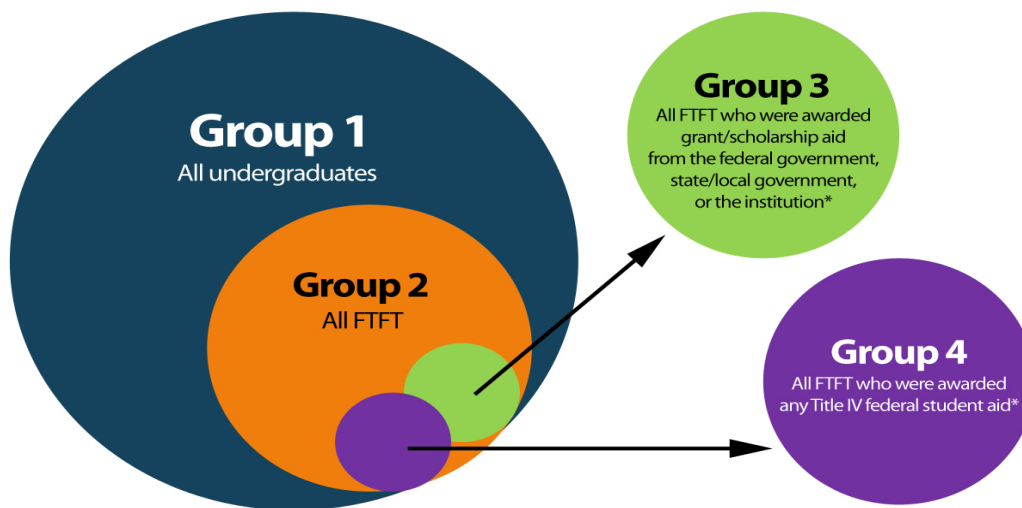 Group 1
All undergraduates
Group 2
All FTFT
Group 3
All FTFT who were awarded
grant/scholarship aid
from the federal government,
state/local government,
or the institution*
Group 4
All FTFT who were awarded
any Title IV federal student aid*